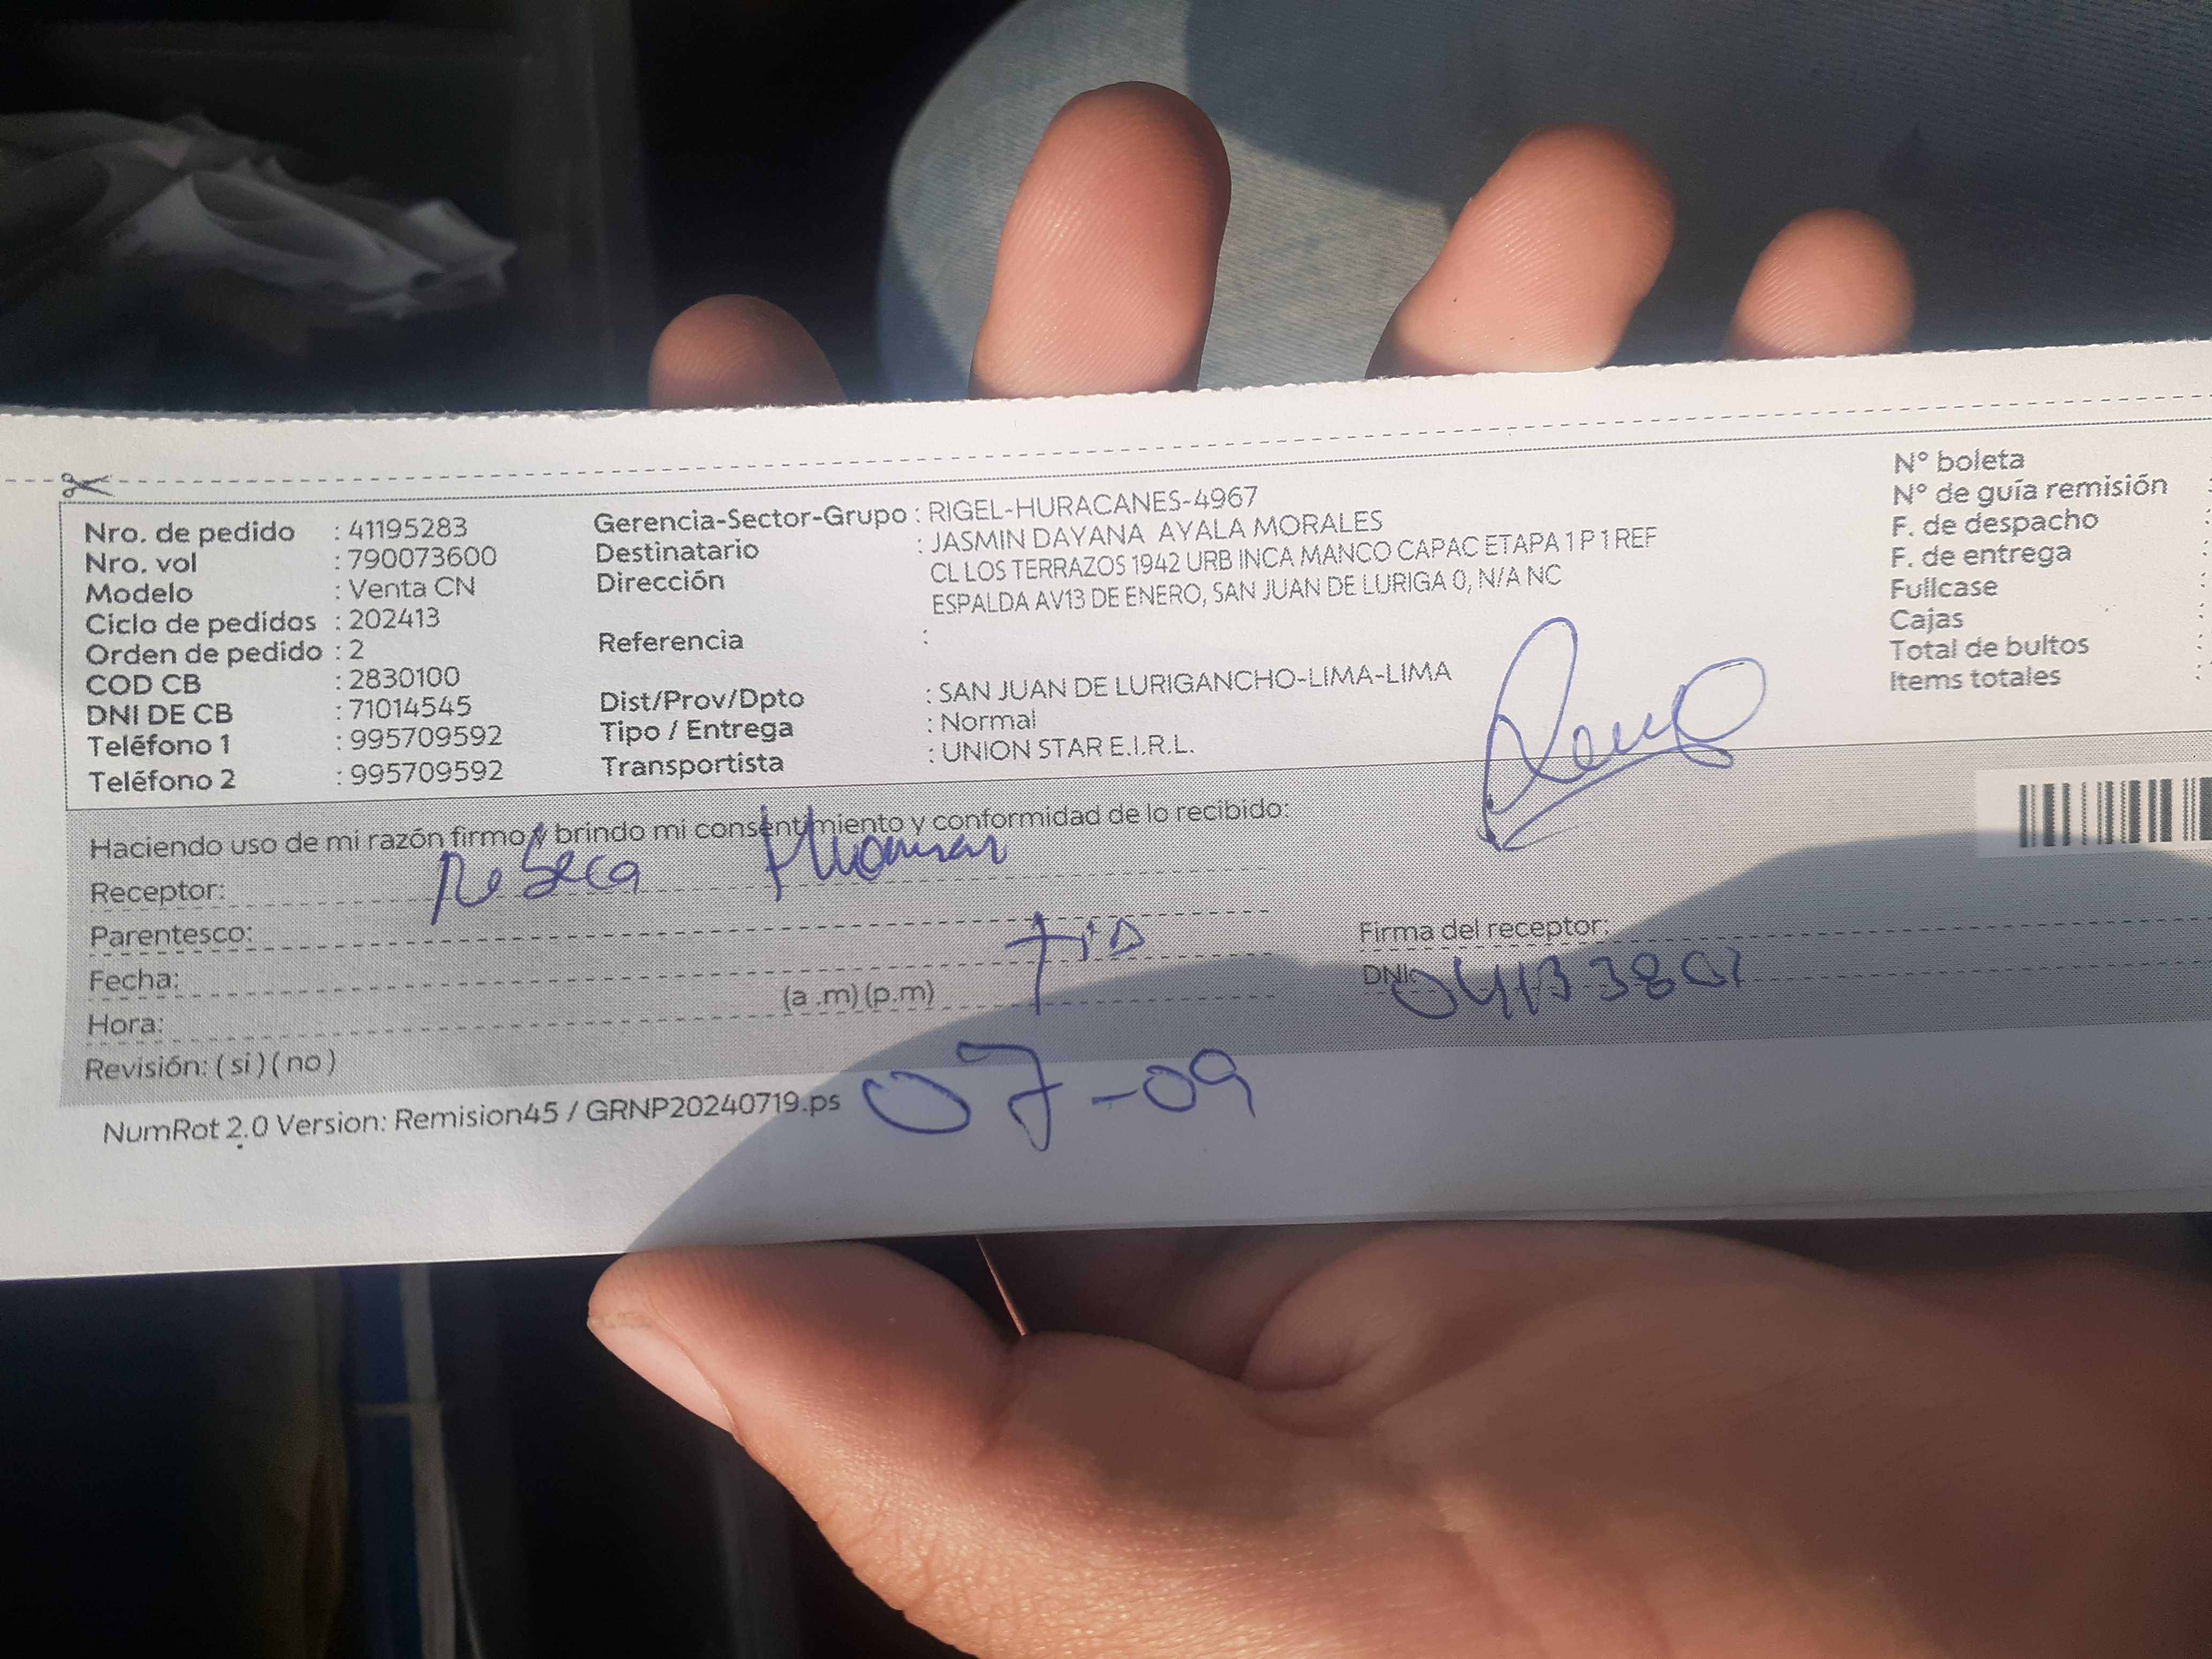 Nro. de pedido : 41195283
Nro. vol : 790073600
Modelo : Venta CN
Ciclo de pedidos : 202413
Orden de pedido : 2
COD CB : 2830100
DNI DE CB : 71014545
Teléfono 1 : 995709592
Teléfono 2 : 995709592
Gerencia-Sector-Grupo : RIGEL-HURACANES-4967
Destinatario : JASMIN DAYANA AYALA MORALES
Dirección CL LOS TERRAZOS 1942 URB INCA MANCO CAPAC ETAPA 1 P 1 REF
ESPALDA AV13 DE ENERO, SAN JUAN DE LURIGA 0, N/A NC
Referencia :
Dist/Prov/Dpto : SAN JUAN DE LURIGANCHO-LIMA-LIMA
Tipo / Entrega : Normal
Transportista : UNION STAR E.I.R.L.
N° boleta
N° de guía remisión
F. de despacho
F. de entrega
Fullcase
Cajas
Total de bultos
Items totales
Haciendo uso de mi razón firmo y brindo mi consentimiento y conformidad de lo recibido:
Receptor: Rebeca
Parentesco: tia
Fecha:
Hora: (a .m) (p.m)
Revisión: ( si ) ( no )
Firma del receptor:
DNI:
07-09
NumRot 2.0 Version: Remision45 / GRNP20240719.ps